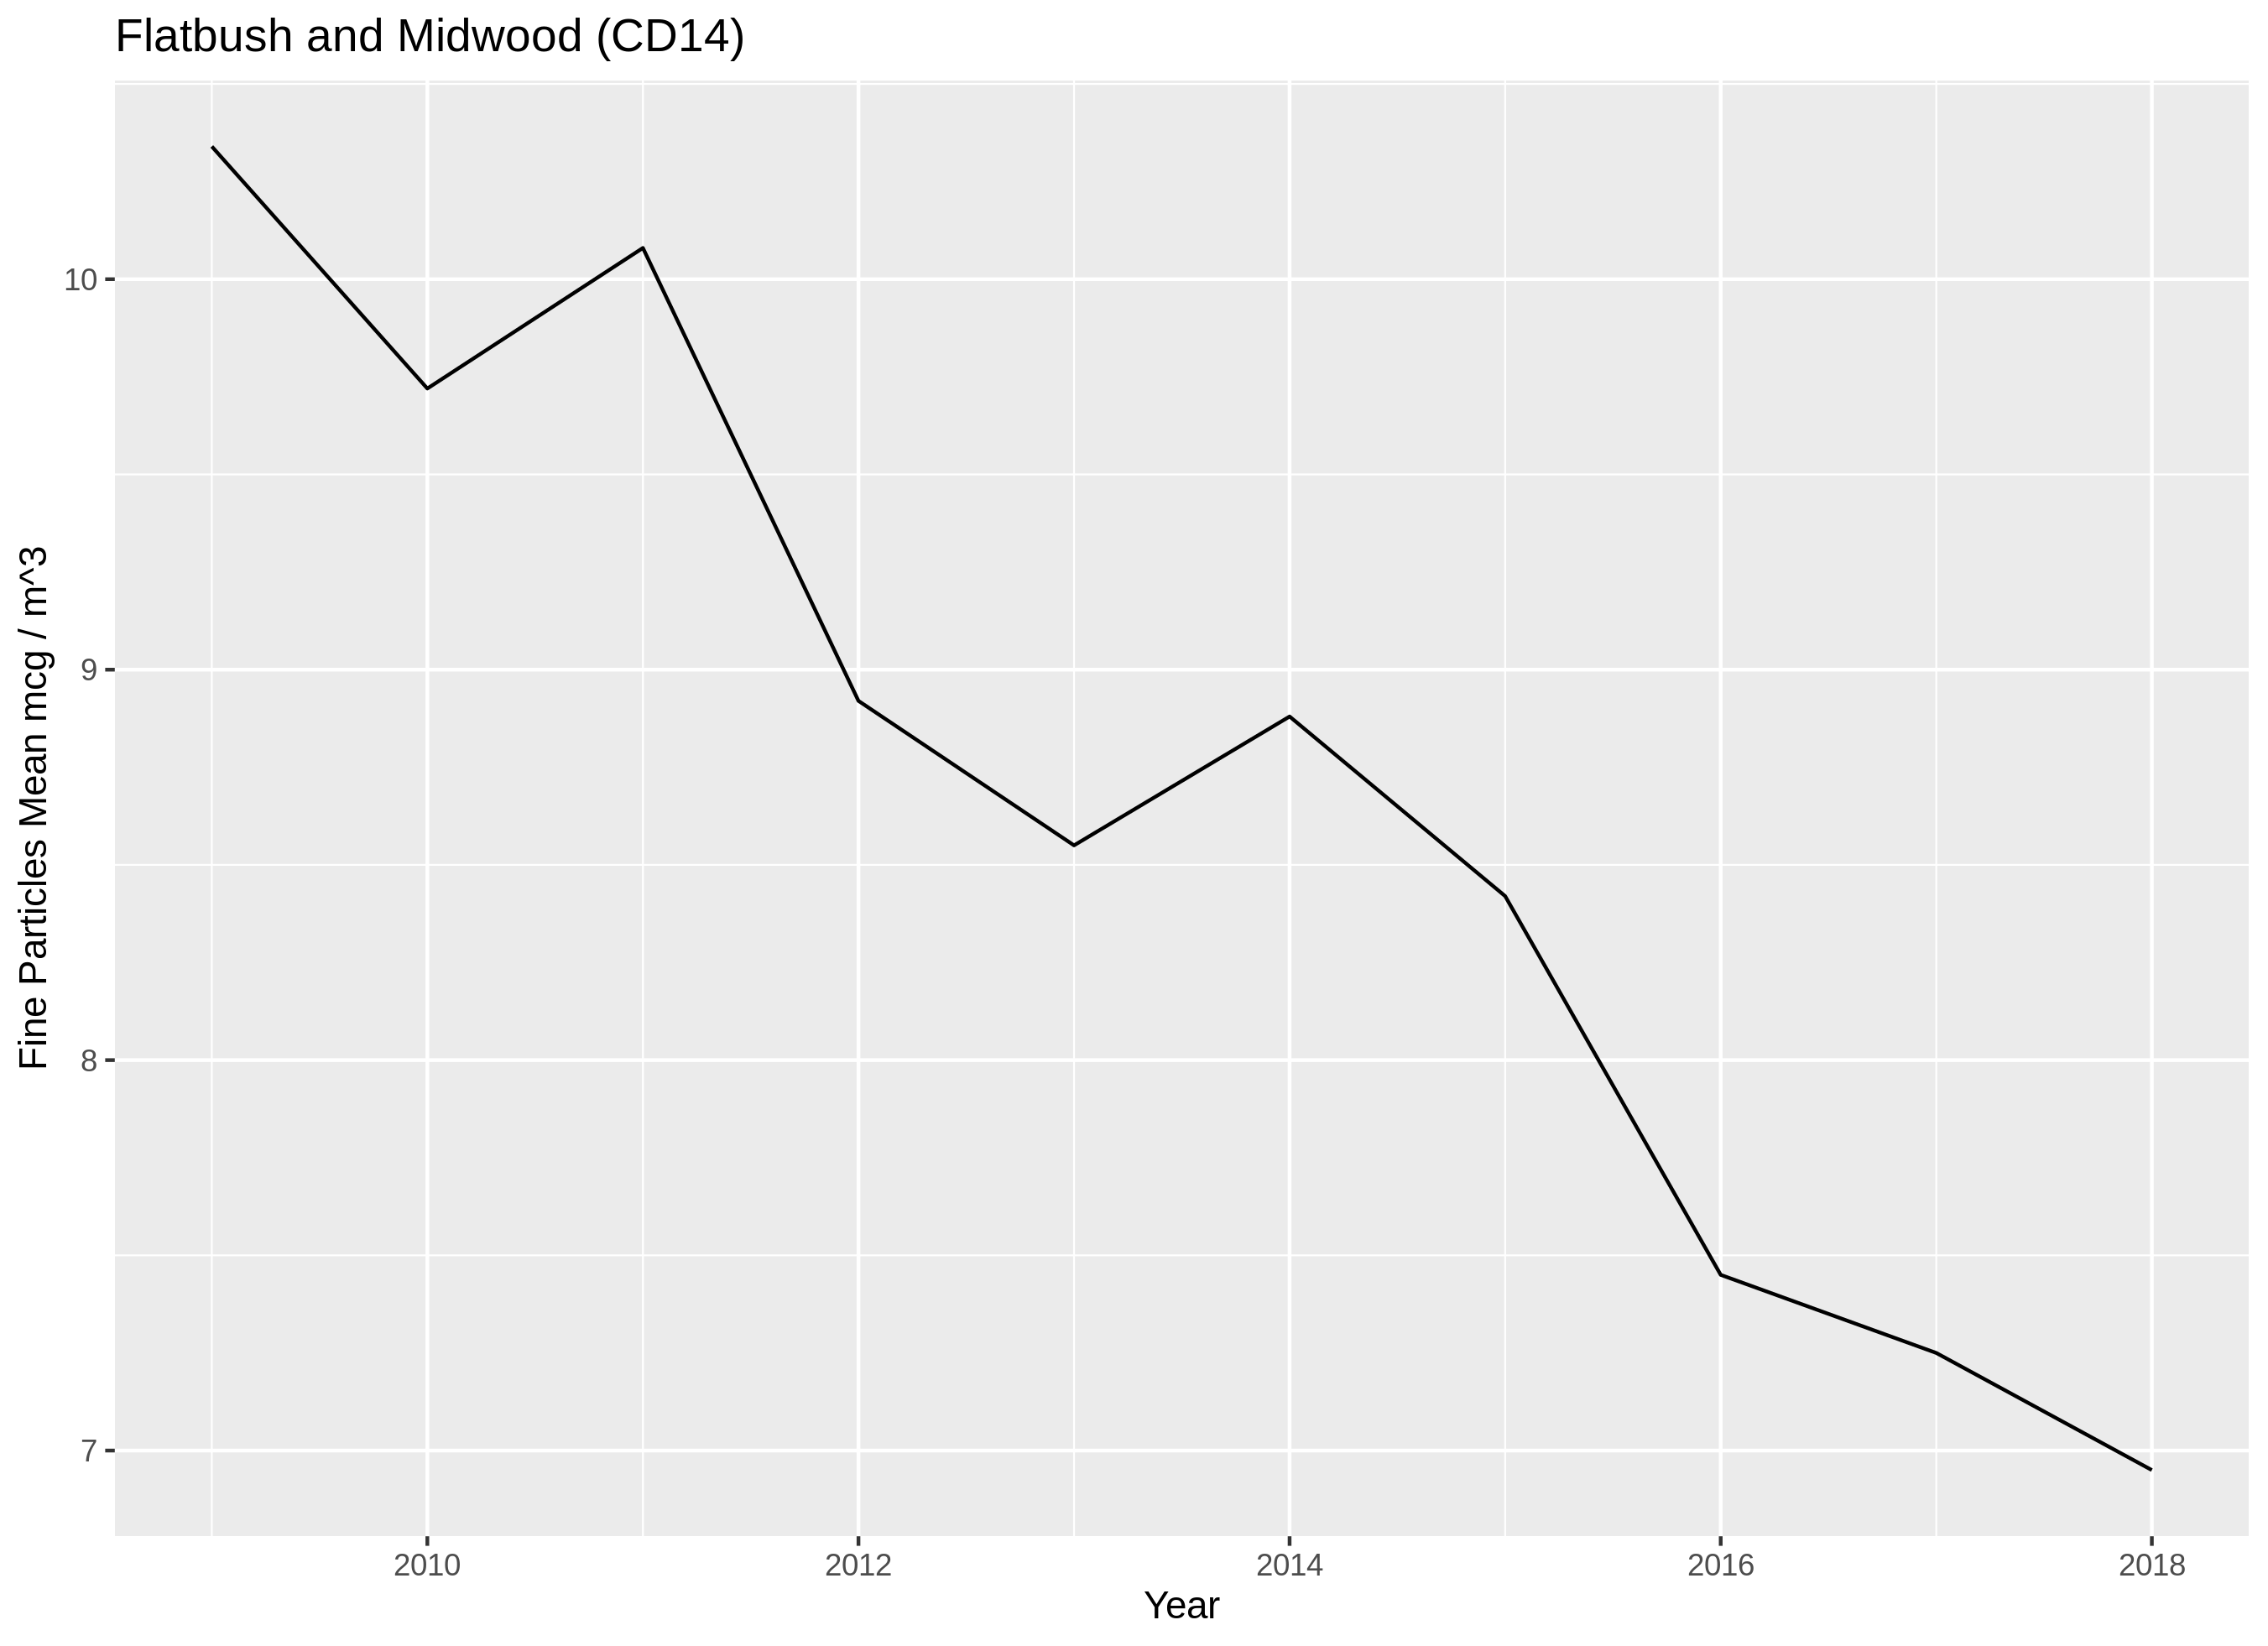 Flatbush and Midwood (CD14)
Fine Particles Mean mcg / m^3
10
9
8
7
2010 2012 2014 2016 2018
Year